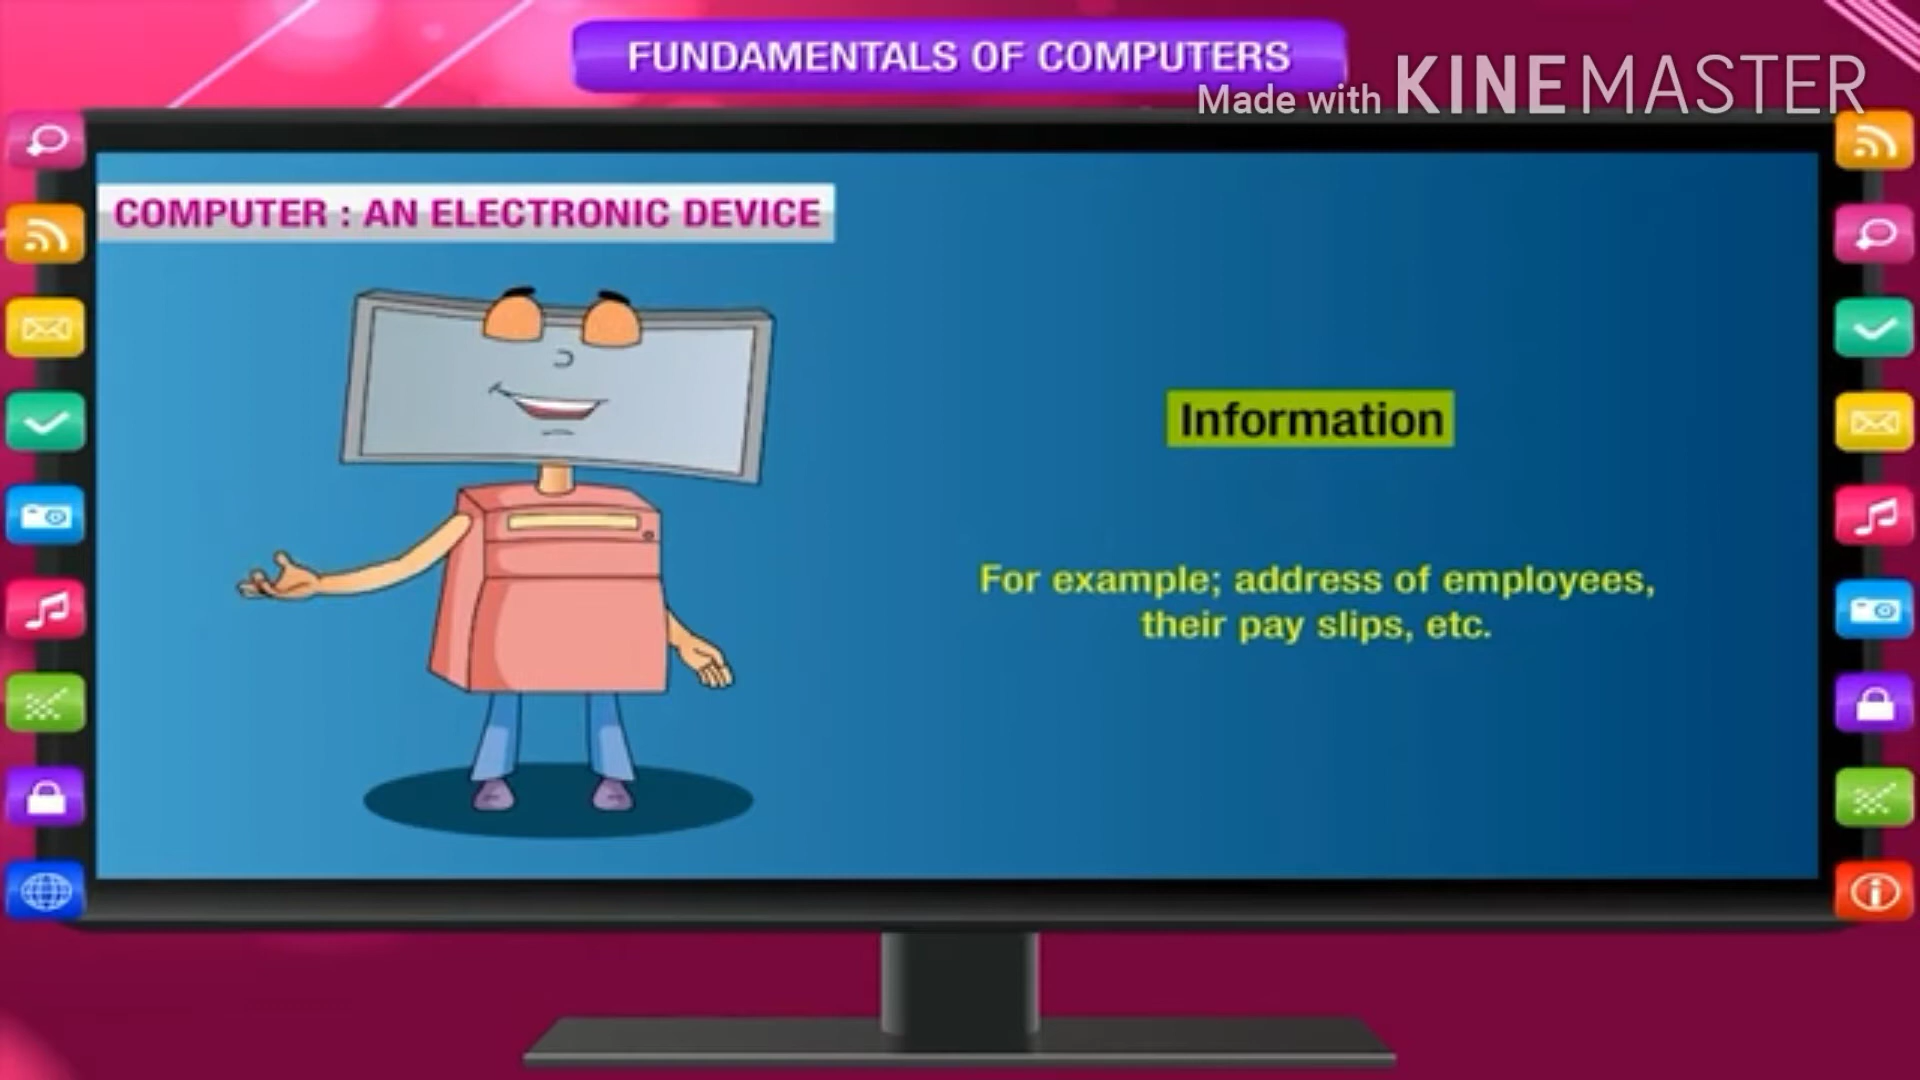 FUNDAMENTALS OF COMPUTERS
Made with KINEMASTER
COMPUTER : AN ELECTRONIC DEVICE
Information
For example; address of employees,
their pay slips, etc.